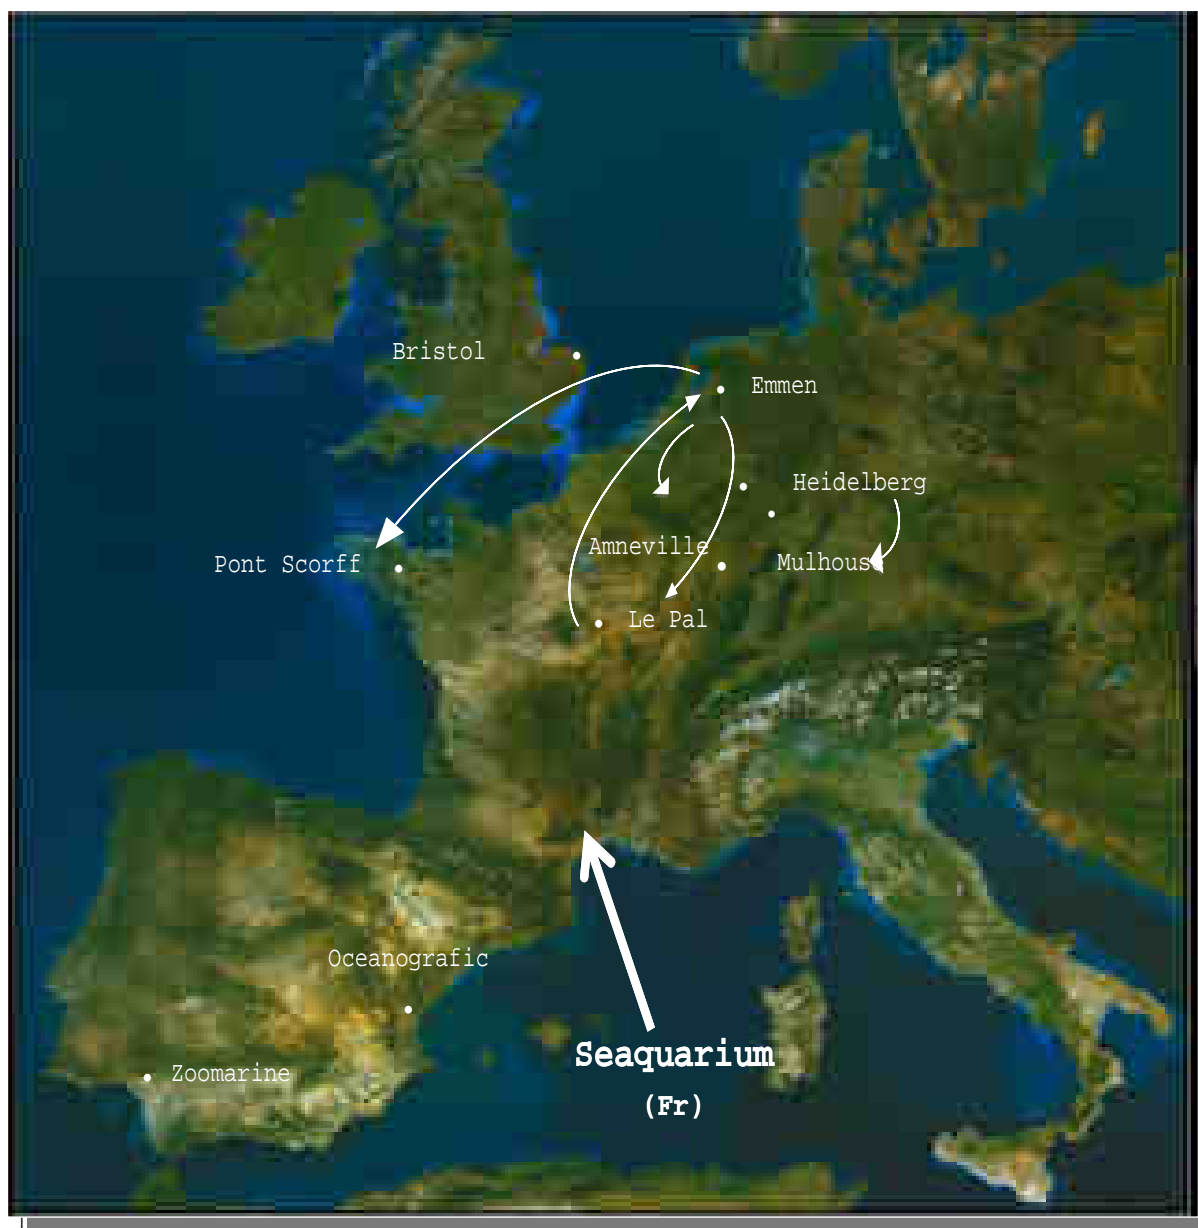 Bristol
Emmen
Heidelberg
Amneville
Pont Scorff
Mulhouse
Le Pal
Oceanografic
Seaquarium
Zoomarine
(Fr)